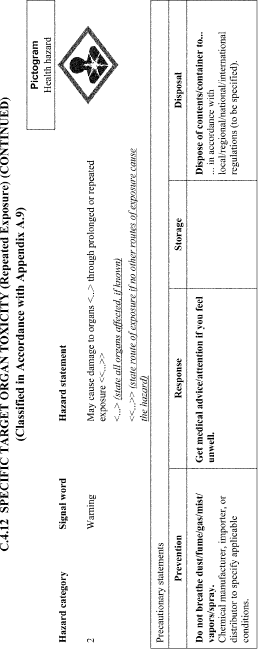 C.4.12 SPECIFIC TARGET ORGAN TOXICITY (Repeated Exposure) (CONTINUED)
(Classified in Accordance with Appendix A.9)
Pictogram
Health hazard
Hazard category
Signal word
Hazard statement
2
Warning
May cause damage to organs <...> through prolonged or repeated
exposure <<...>>
<...> (state all organs affected, if known)
<<...>> (state route of exposure if no other routes of exposure cause
the hazard)
Precautionary statements
Prevention
Response
Storage
Disposal
Do not breathe dust/fume/gas/mist/
vapors/spray.
Chemical manufacturer, importer, or
distributor to specify applicable
conditions.
Get medical advice/attention if you feel
unwell.
Dispose of contents/container to...
... in accordance with
local/regional/national/international
regulations (to be specified).